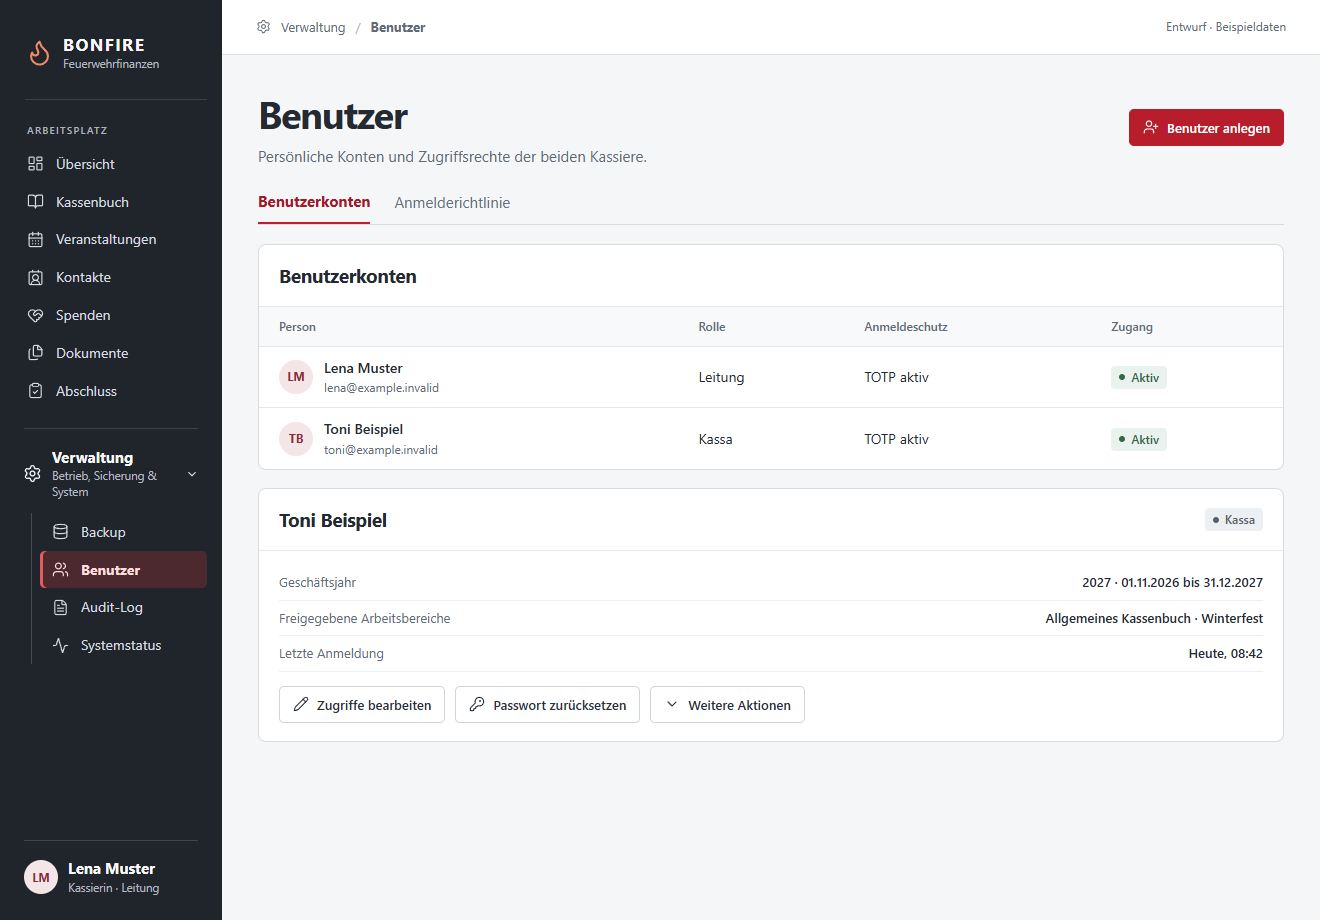 BONFIRE
Feuerwehrfinanzen
ARBEITSPLATZ
Übersicht
Kassenbuch
Veranstaltungen
Kontakte
Spenden
Dokumente
Abschluss
Verwaltung
Betrieb, Sicherung &
System
Backup
Benutzer
Audit-Log
Systemstatus
LM
Lena Muster
Kassierin · Leitung
Verwaltung / Benutzer
Entwurf · Beispieldaten
Benutzer
Persönliche Konten und Zugriffsrechte der beiden Kassiere.
Benutzer anlegen
Benutzerkonten Anmelderichtlinie
Benutzerkonten
Person Rolle Anmeldeschutz Zugang
LM Lena Muster Leitung TOTP aktiv Aktiv
lena@example.invalid
TB Toni Beispiel Kassa TOTP aktiv Aktiv
toni@example.invalid
Toni Beispiel Kassa
Geschäftsjahr 2027 · 01.11.2026 bis 31.12.2027
Freigegebene Arbeitsbereiche Allgemeines Kassenbuch · Winterfest
Letzte Anmeldung Heute, 08:42
Zugriffe bearbeiten Passwort zurücksetzen Weitere Aktionen